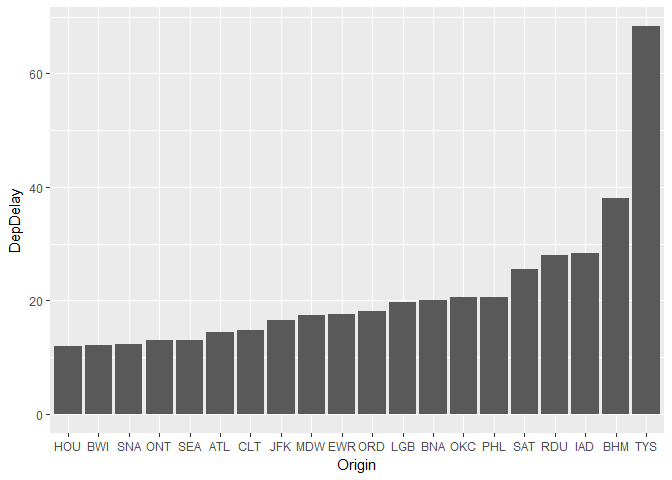 60
40
20
0
DepDelay
HOU BWI SNA ONT SEA ATL CLT JFK MDW EWR ORD LGB BNA OKC PHL SAT RDU IAD BHM TYS
Origin